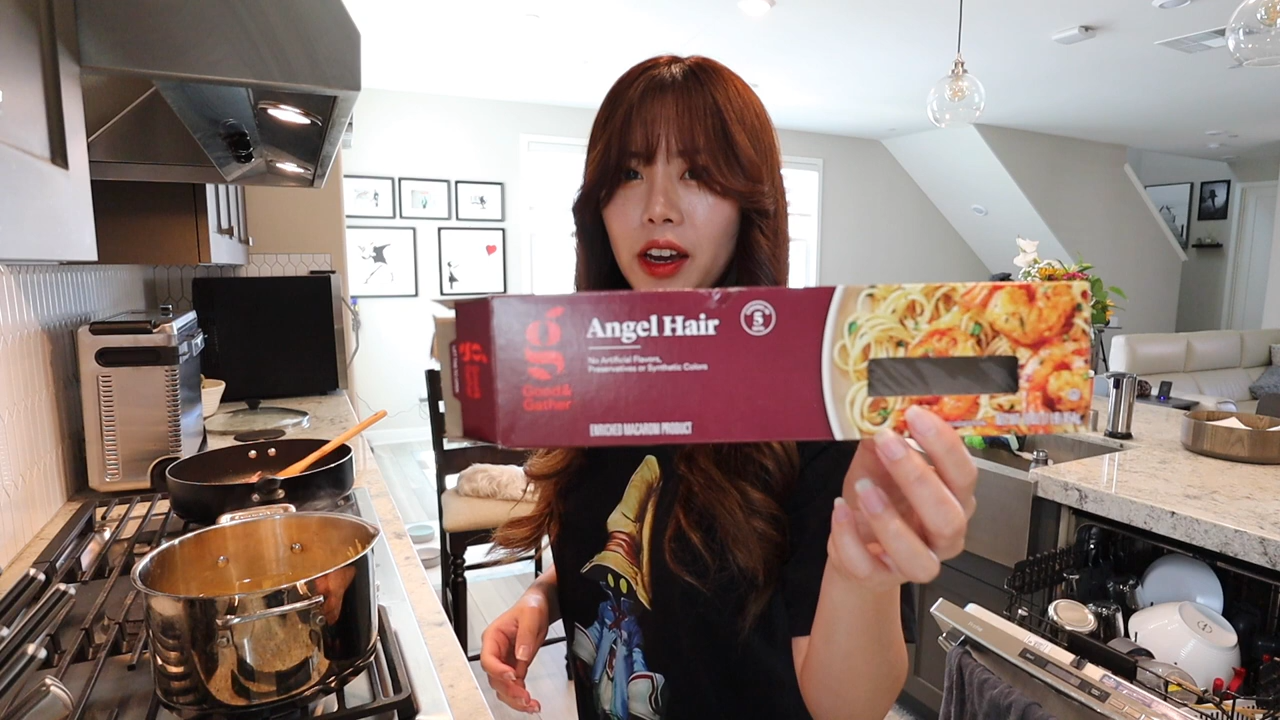 Good&
Gather
Angel Hair
No Artificial Flavors,
Preservatives or Synthetic Colors
5
ENRICHED MACARONI PRODUCT